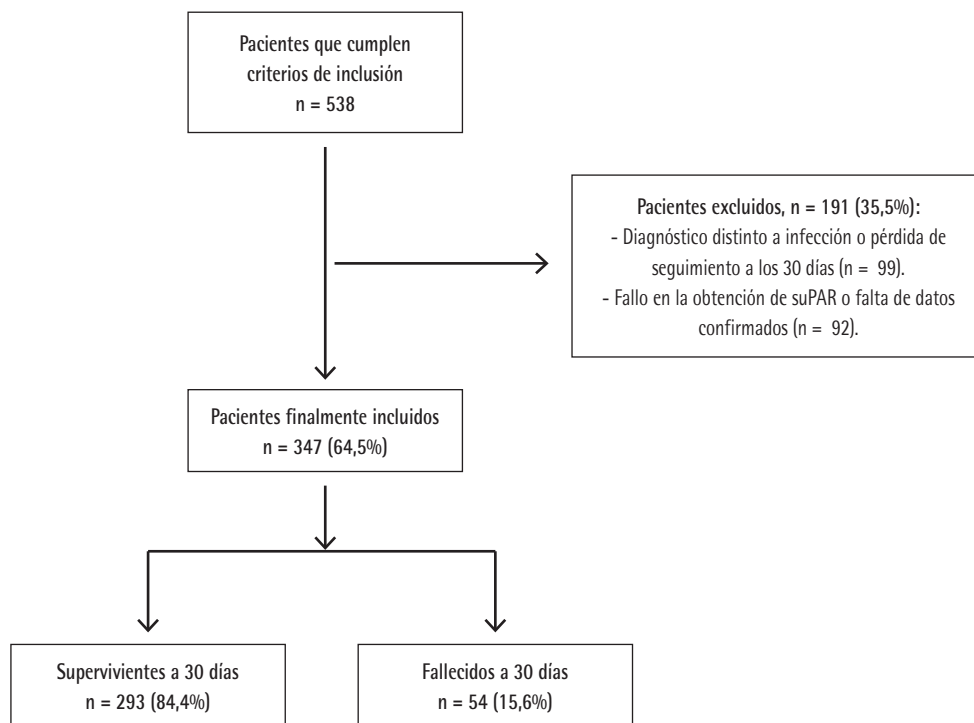 Pacientes que cumplen
criterios de inclusión
n = 538
Pacientes excluidos, n = 191 (35,5%):
- Diagnóstico distinto a infección o pérdida de
seguimiento a los 30 días (n = 99).
- Fallo en la obtención de suPAR o falta de datos
confirmados (n = 92).
Pacientes finalmente incluidos
n = 347 (64,5%)
Supervivientes a 30 días
n = 293 (84,4%)
Fallecidos a 30 días
n = 54 (15,6%)